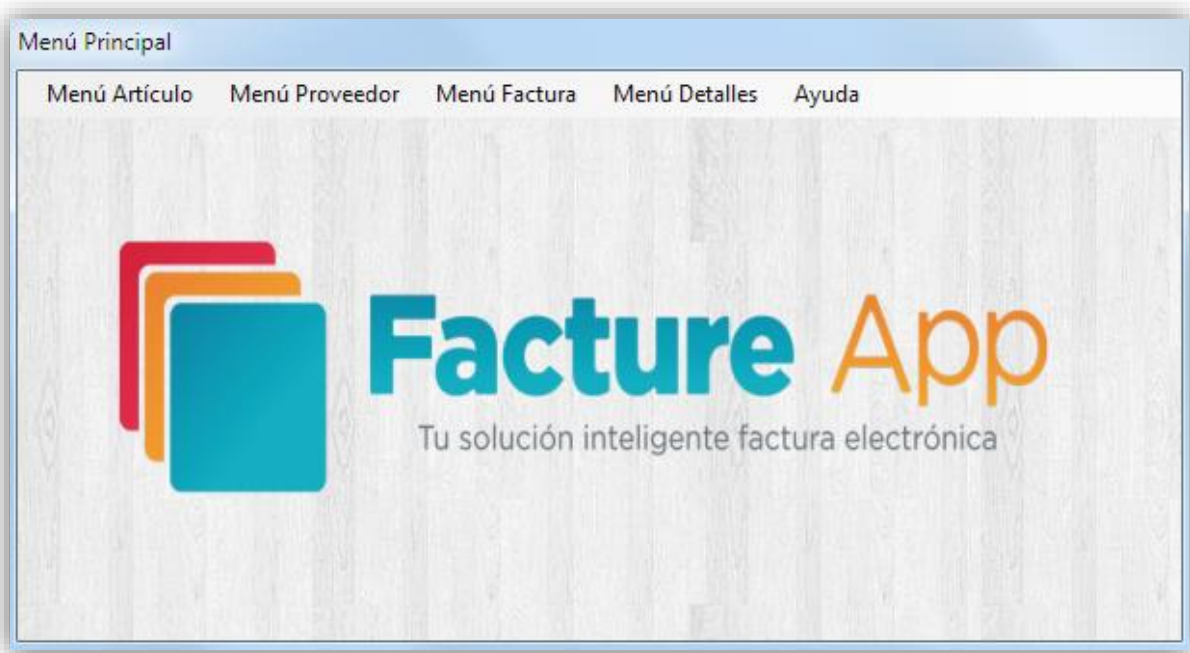 Menú Principal
Menú Artículo Menú Proveedor Menú Factura Menú Detalles Ayuda
Facture App
Tu solución inteligente factura electrónica